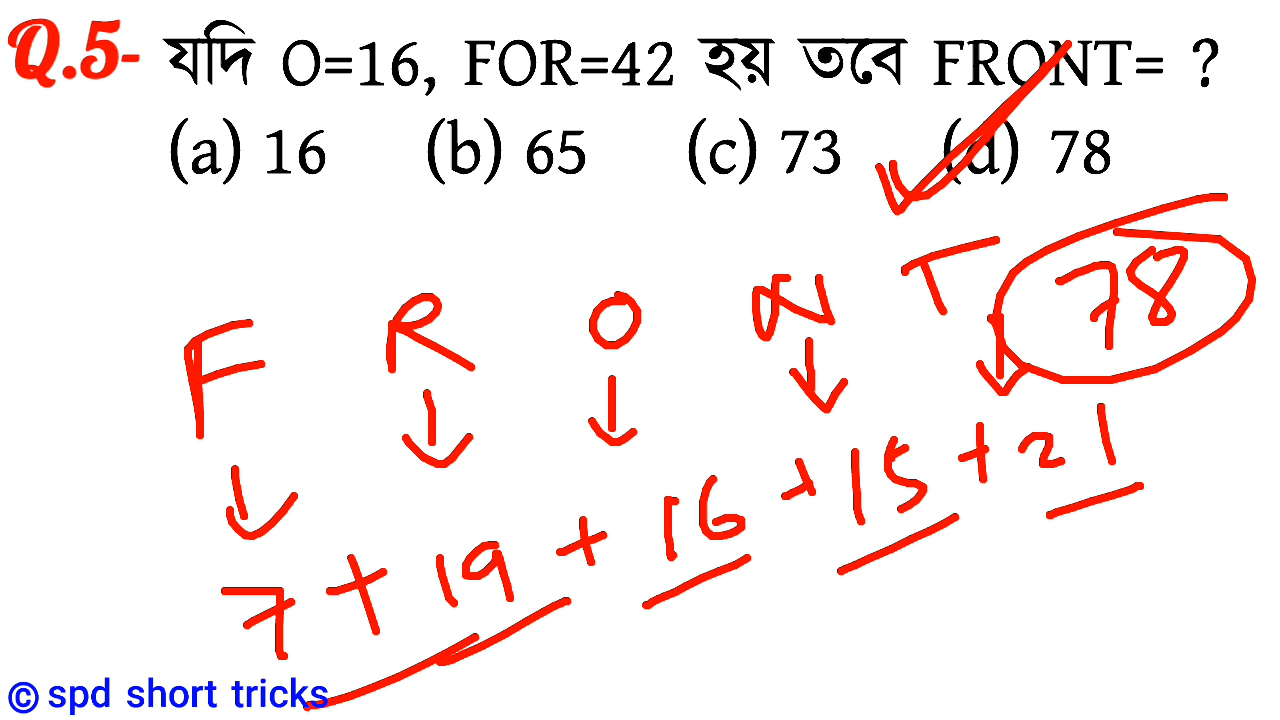 Q.5- যদি O=16, FOR=42 হয় তবে FRONT= ?
(a) 16 (b) 65 (c) 73 (d) 78
F R O N T 78
7 + 19 + 16 + 15 + 21
© spd short tricks